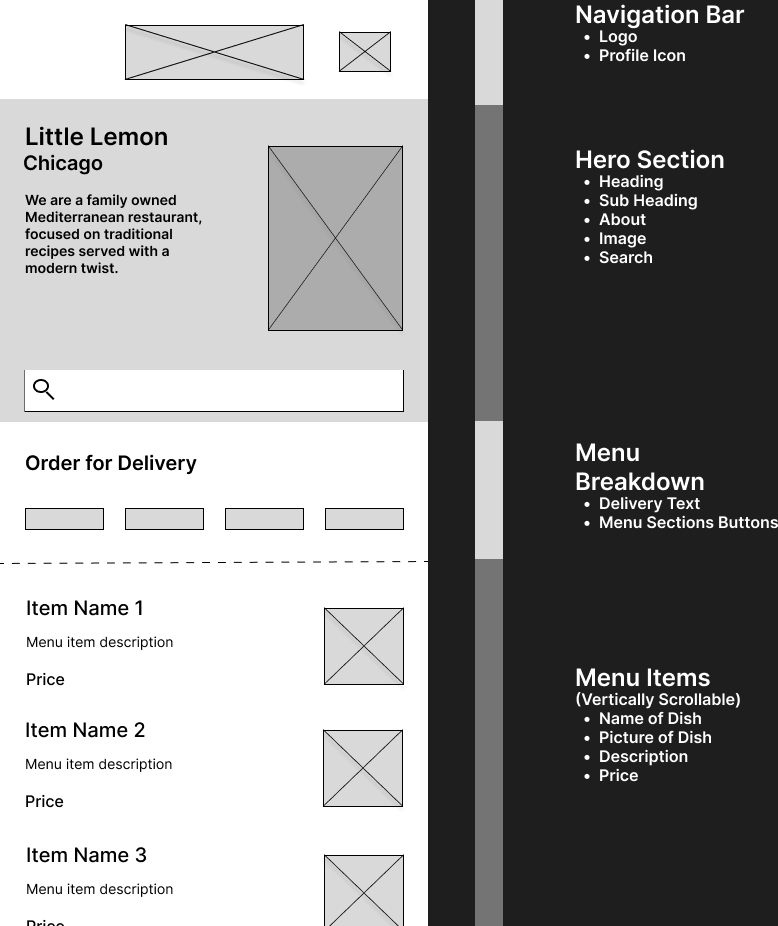 Little Lemon
Chicago
We are a family owned
Mediterranean restaurant,
focused on traditional
recipes served with a
modern twist.
Order for Delivery
Item Name 1
Menu item description
Price
Item Name 2
Menu item description
Price
Item Name 3
Menu item description
Price
Navigation Bar
• Logo
• Profile Icon
Hero Section
• Heading
• Sub Heading
• About
• Image
• Search
Menu
Breakdown
• Delivery Text
• Menu Sections Buttons
Menu Items
(Vertically Scrollable)
• Name of Dish
• Picture of Dish
• Description
• Price